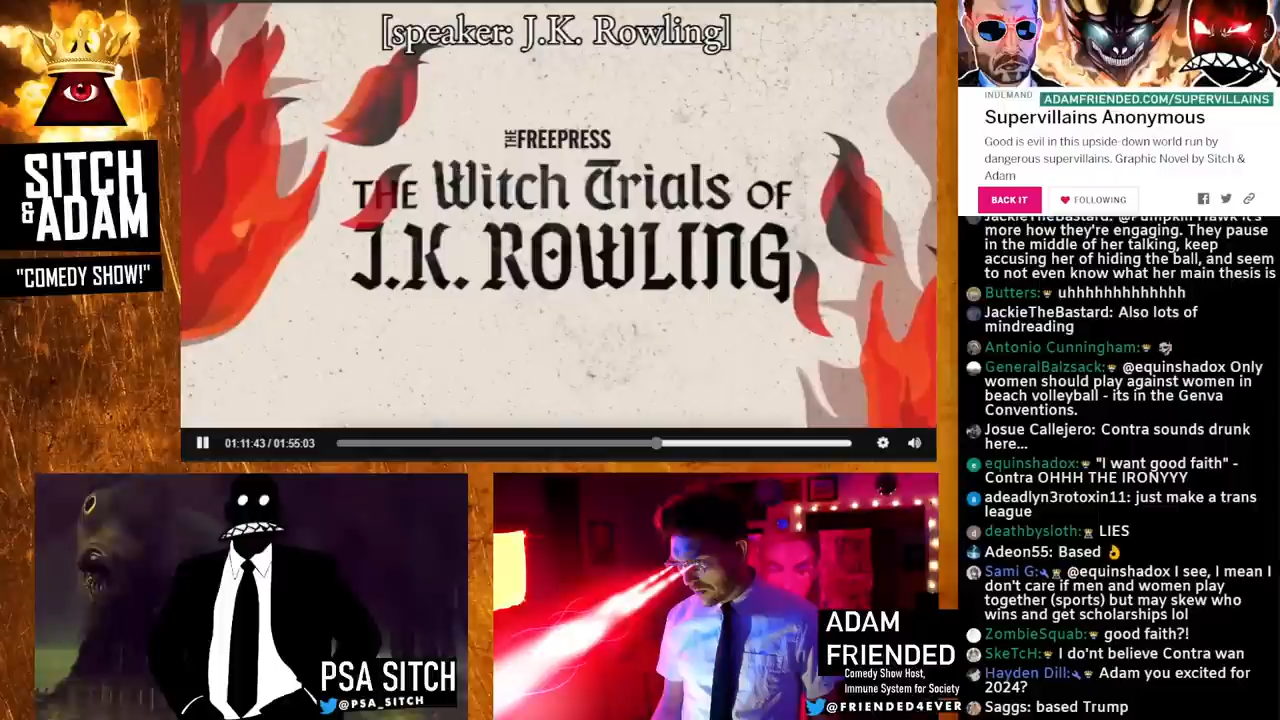 SITCH
& ADAM
"COMEDY SHOW!"
[speaker: J.K. Rowling]
THE FREEPRESS
THE Witch Trials OF
J.K. ROWLING
01:11:43 / 01:55:03
PSA SITCH
@PSA_SITCH
ADAM
FRIENDED
Comedy Show Host,
Immune System for Society
@FRIENDED4EVER
INDEMAND
ADAMFRIENDED.COM/SUPERVILLAINS
Supervillains Anonymous
Good is evil in this upside-down world run by
dangerous supervillains. Graphic Novel by Sitch &
Adam
BACK IT
FOLLOWING
JackieTheBastard: @Pumpkin Hawk it's
more how they're engaging. They pause
in the middle of her talking, keep
accusing her of hiding the ball, and seem
to not even know what her main thesis is
Butters: uhhhhhhhhhhhhh
JackieTheBastard: Also lots of
mindreading
Antonio Cunningham:
GeneralBalzsack: @equinshadox Only
women should play against women in
beach volleyball - its in the Genva
Conventions.
Josue Callejero: Contra sounds drunk
here...
equinshadox: "I want good faith" -
Contra OHHH THE IRONYYY
adeadlyn3rotoxin11: just make a trans
league
deathbysloth: LIES
Adeon55: Based 👌
Sami G: @equinshadox I see, I mean I
don't care if men and women play
together (sports) but may skew who
wins and get scholarships lol
ZombieSquab: good faith?!
SkeTcH: I do'nt believe Contra wan
Hayden Dill: Adam you excited for
2024?
Saggs: based Trump